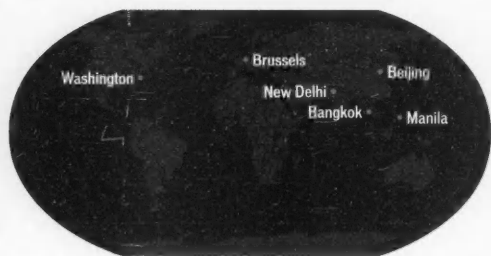 Brussels
Washington
Beijing
New Delhi
Bangkok
Manila